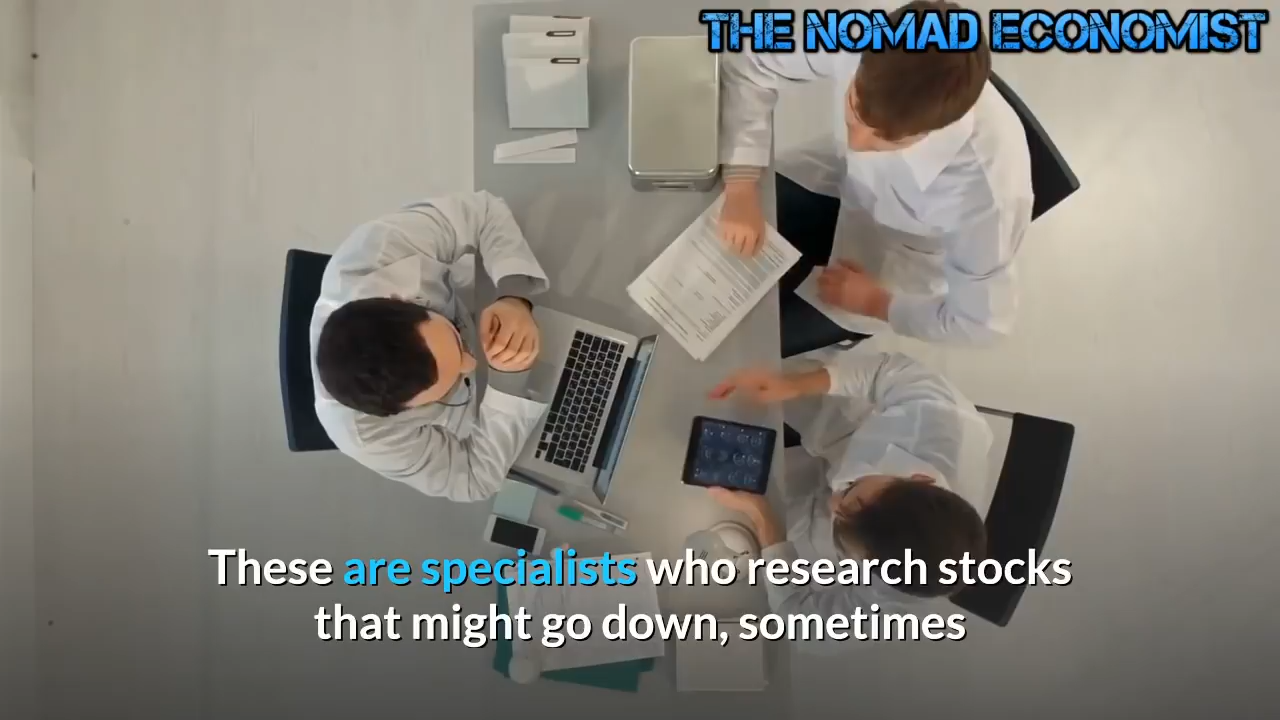 THE NOMAD ECONOMIST
These are specialists who research stocks
that might go down, sometimes